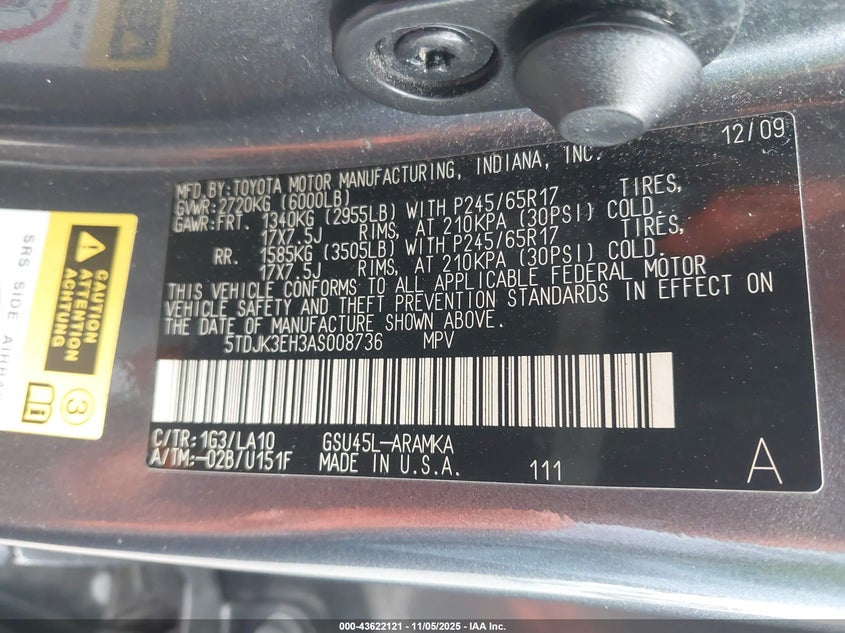 12/09
MFD.BY:TOYOTA MOTOR MANUFACTURING, INDIANA, INC.
GVWR:2720KG (6000LB)
GAWR:FRT. 1340KG (2955LB) WITH P245/65R17 TIRES,
17X7.5J RIMS, AT 210KPA (30PSI) COLD.
RR. 1585KG (3505LB) WITH P245/65R17 TIRES,
17X7.5J RIMS, AT 210KPA (30PSI) COLD.
THIS VEHICLE CONFORMS TO ALL APPLICABLE FEDERAL MOTOR
VEHICLE SAFETY AND THEFT PREVENTION STANDARDS IN EFFECT ON
THE DATE OF MANUFACTURE SHOWN ABOVE.
5TDJK3EH3AS008736 MPV
C/TR:1G3/LA10 GSU45L-ARAMKA
A/TM:-02B/U151F MADE IN U.S.A. 111
A
CAUTION
ATTENTION
ACHTUNG
3
SRS SIDE
000-43622121 - 11/05/2025 - IAA Inc.